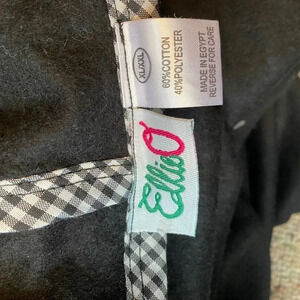 XL/XXL
60%COTTON
40%POLYESTER
MADE IN EGYPT
REVERSE FOR CARE
EllieO